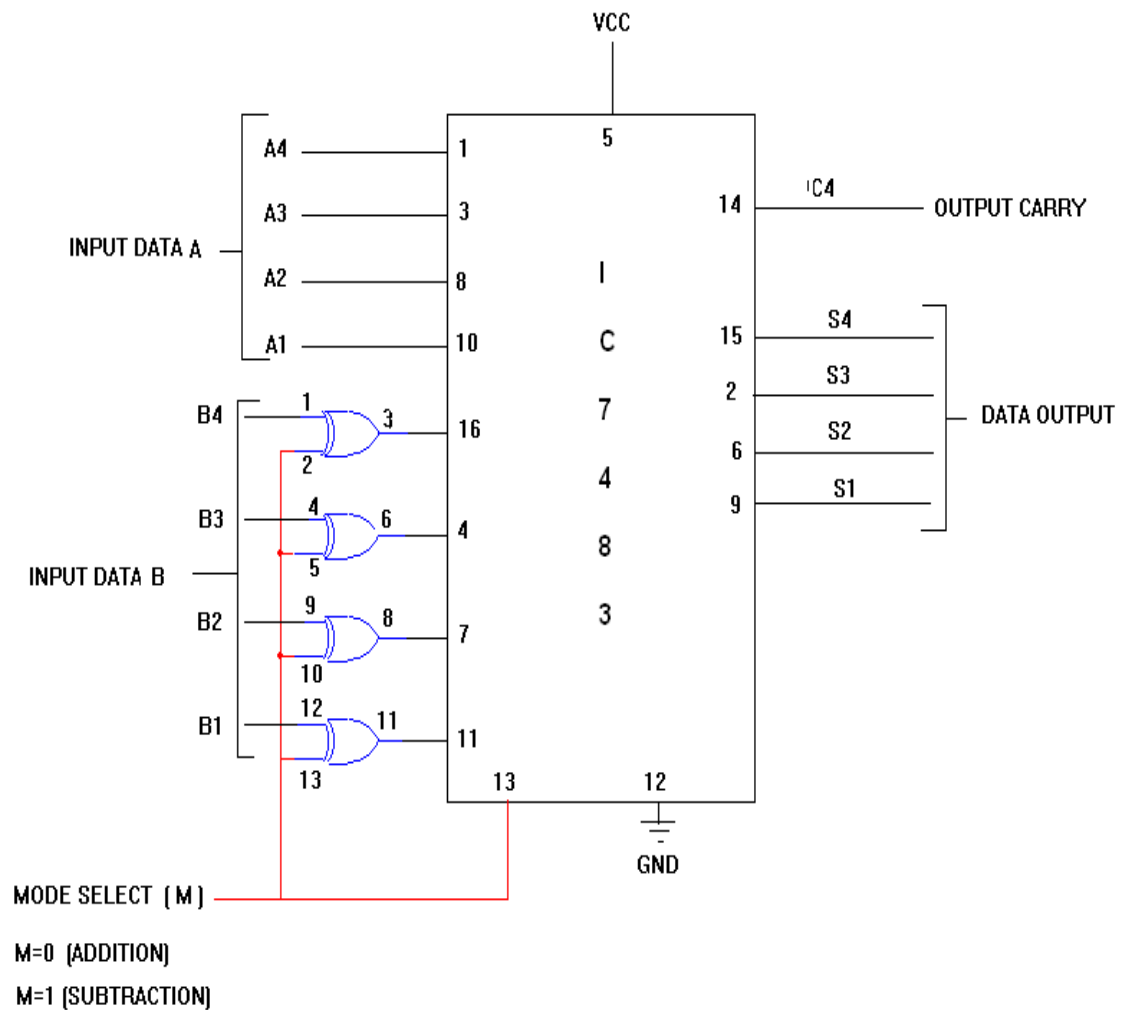 VCC
5
A4
1
'C4
14
OUTPUT CARRY
A3
3
INPUT DATA A
A2
8
I
S4
15
C
A1
10
S3
2
B4
1
3
16
7
DATA OUTPUT
S2
6
2
4
S1
9
B3
4
6
4
5
8
INPUT DATA B
B2
9
8
7
3
10
B1
12
11
11
13
13
12
GND
MODE SELECT (M)
M=0 (ADDITION)
M=1 (SUBTRACTION)